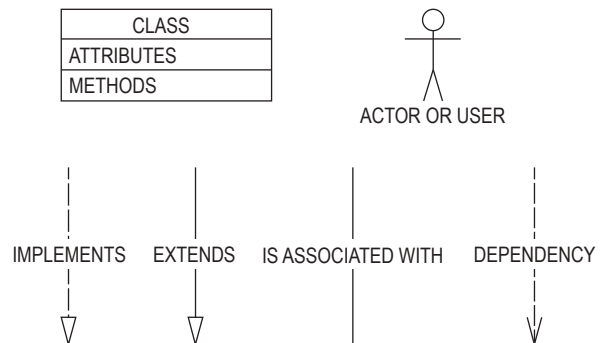 CLASS
ATTRIBUTES
METHODS
ACTOR OR USER
IMPLEMENTS
EXTENDS
IS ASSOCIATED WITH
DEPENDENCY